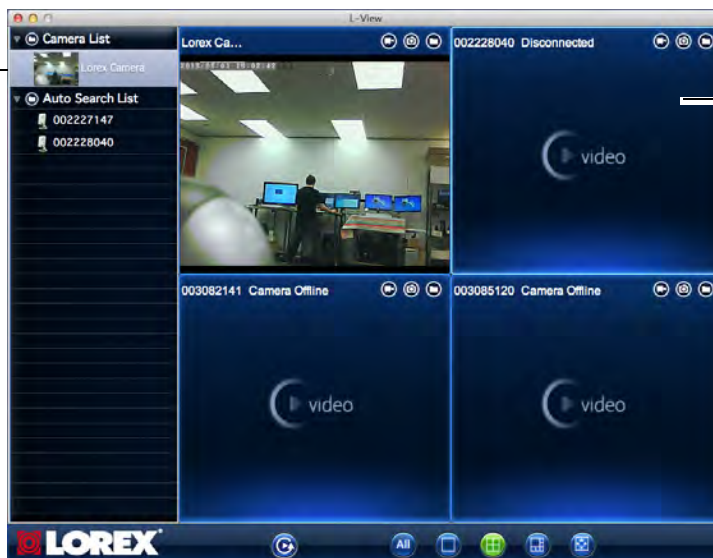 L-View
Camera List
Lorex Camera
Auto Search List
002227147
002228040
Lorex Ca...
002228040 Disconnected
video
003082141 Camera Offline
003085120 Camera Offline
video
video
LOREX
All